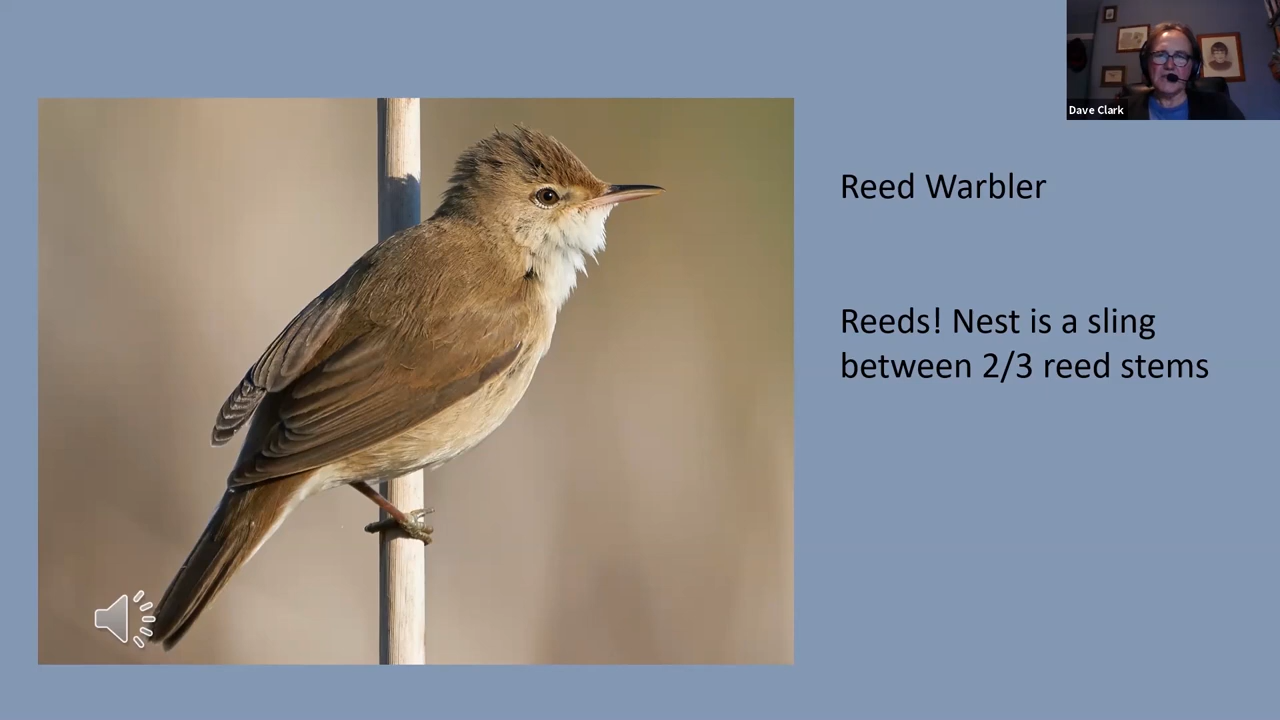 Dave Clark
Reed Warbler
Reeds! Nest is a sling
between 2/3 reed stems